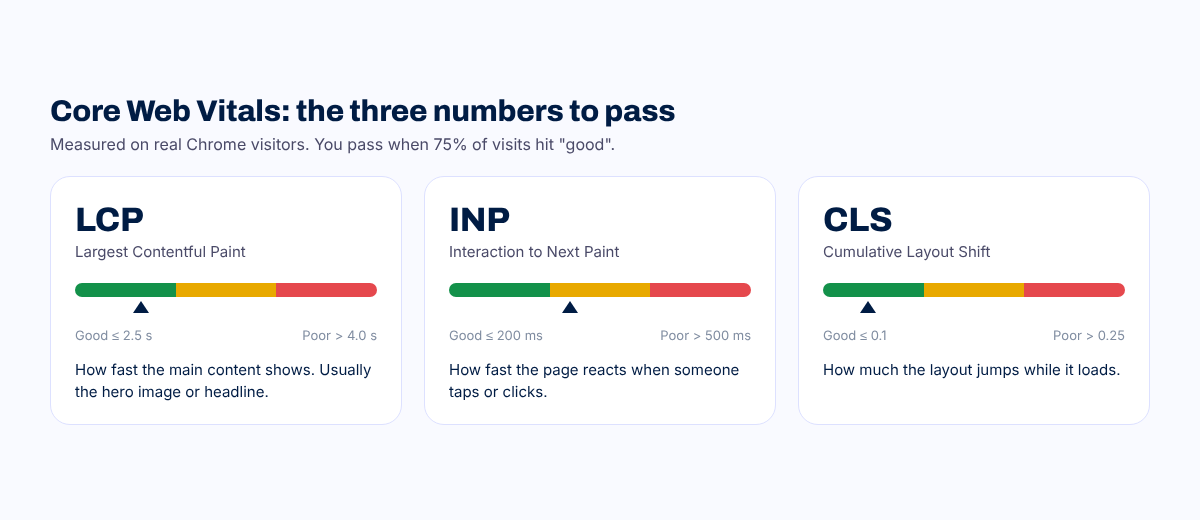 Core Web Vitals: the three numbers to pass
Measured on real Chrome visitors. You pass when 75% of visits hit "good".
LCP
Largest Contentful Paint
Good ≤ 2.5 s
Poor > 4.0 s
How fast the main content shows. Usually
the hero image or headline.
INP
Interaction to Next Paint
Good ≤ 200 ms
Poor > 500 ms
How fast the page reacts when someone
taps or clicks.
CLS
Cumulative Layout Shift
Good ≤ 0.1
Poor > 0.25
How much the layout jumps while it loads.